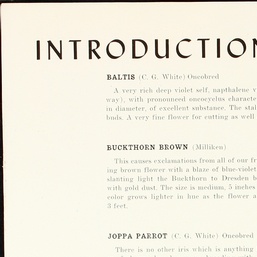 INTRODUCTION
BALTIS (C. G. White) Oncobred
A very rich deep violet self, napthalene v
way), with pronounced oncocyclus characte
in diameter, of excellent substance. The stal
buds. A very fine flower for cutting as well
BUCKTHORN BROWN (Milliken)
This causes exclamations from all of our fr
ing brown flower with a blaze of blue-violet
slanting light the Buckthorn to Dresden b
with gold dust. The size is medium, 5 inches
color grows lighter in hue as the flower a
3 feet.
JOPPA PARROT (C. G. White) Oncobred
There is no other iris which is anything